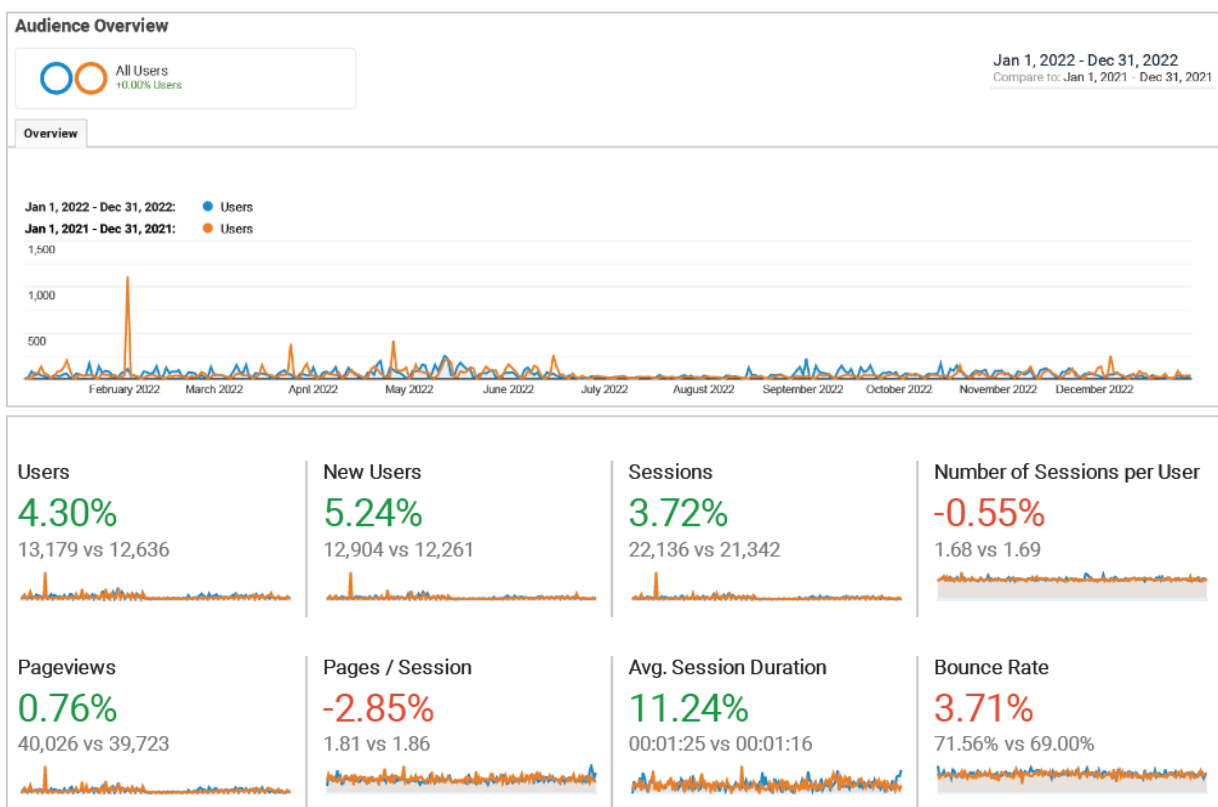 Audience Overview
All Users
+0.00% Users
Jan 1, 2022 - Dec 31, 2022
Compare to: Jan 1, 2021 - Dec 31, 2021
Overview
Jan 1, 2022 - Dec 31, 2022: Users
Jan 1, 2021 - Dec 31, 2021: Users
1,500
1,000
500
February 2022 March 2022 April 2022 May 2022 June 2022 July 2022 August 2022 September 2022 October 2022 November 2022 December 2022
Users
4.30%
13,179 vs 12,636
New Users
5.24%
12,904 vs 12,261
Sessions
3.72%
22,136 vs 21,342
Number of Sessions per User
-0.55%
1.68 vs 1.69
Pageviews
0.76%
40,026 vs 39,723
Pages / Session
-2.85%
1.81 vs 1.86
Avg. Session Duration
11.24%
00:01:25 vs 00:01:16
Bounce Rate
3.71%
71.56% vs 69.00%